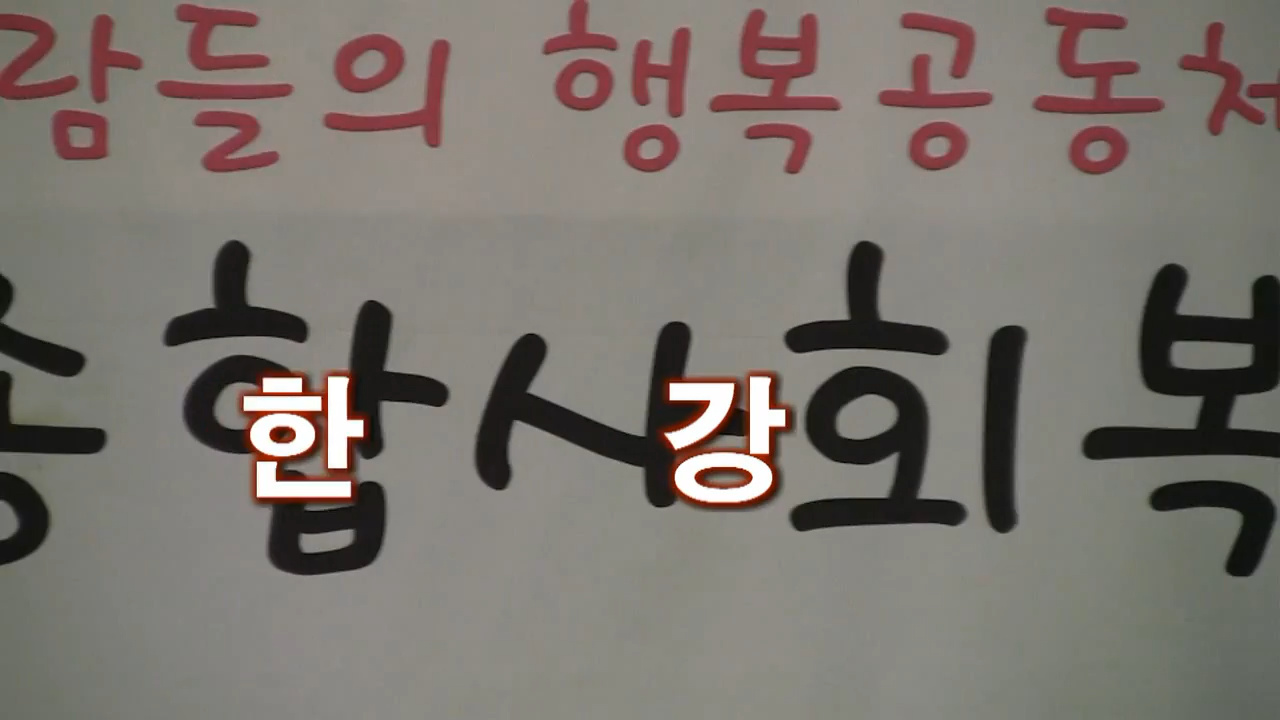 람들의 행복공동체
종합사회복
한 강